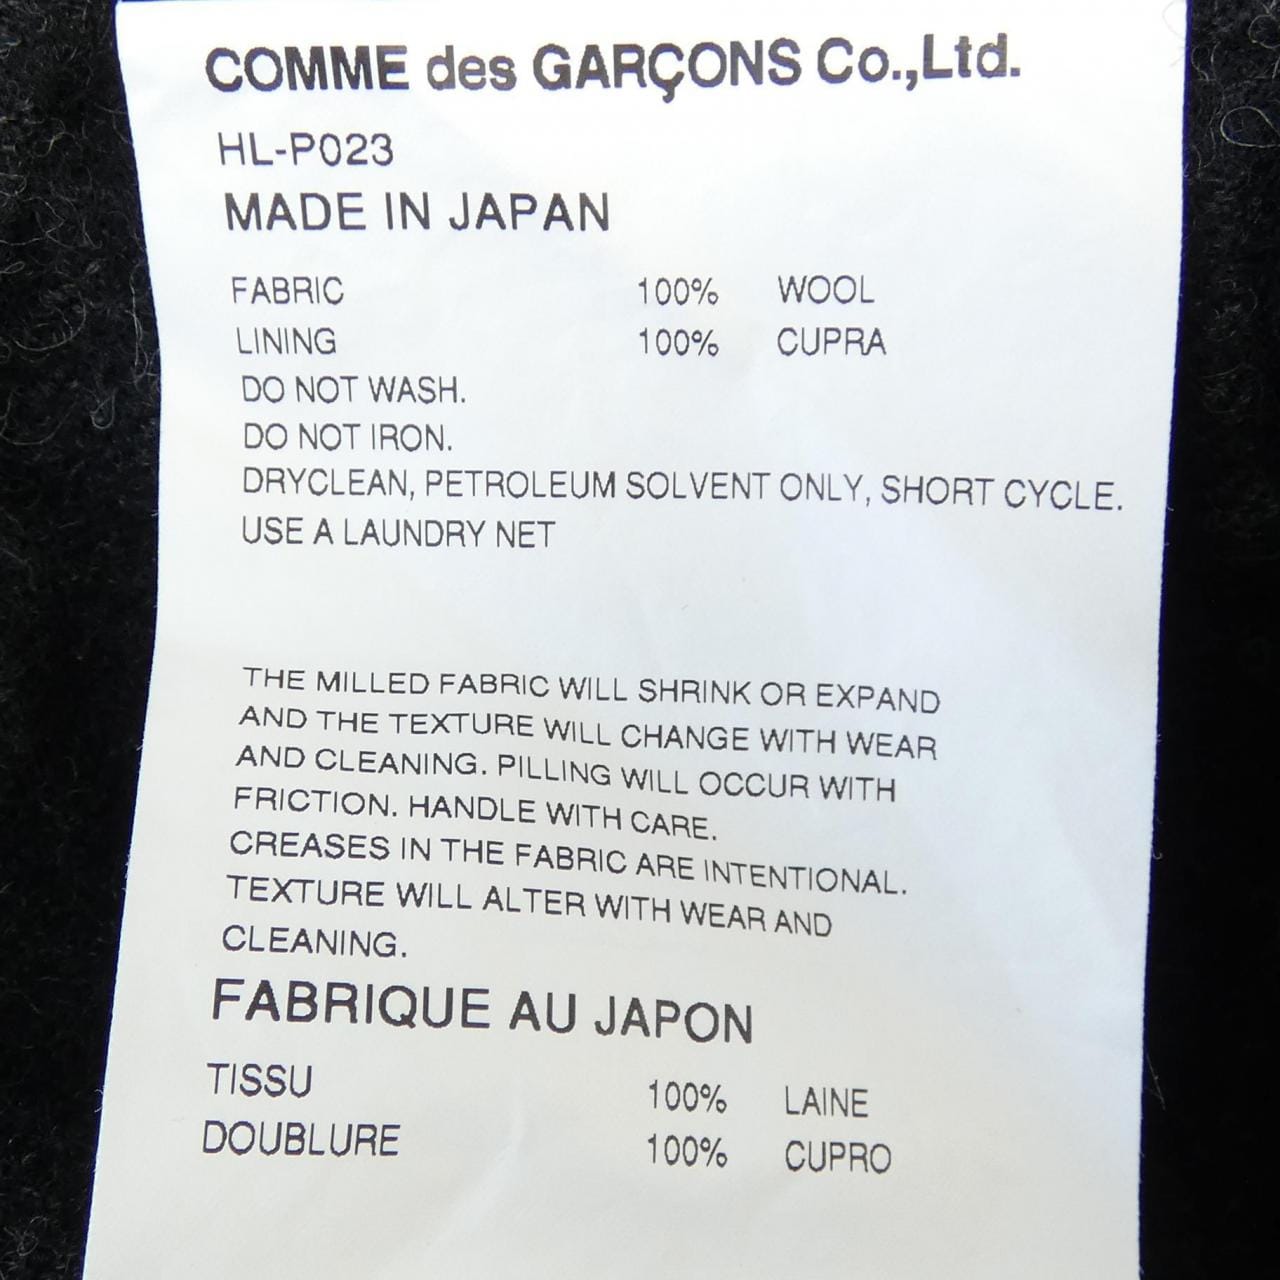 COMME des GARÇONS Co.,Ltd.
HL-P023
MADE IN JAPAN
FABRIC 100% WOOL
LINING 100% CUPRA
DO NOT WASH.
DO NOT IRON.
DRYCLEAN, PETROLEUM SOLVENT ONLY, SHORT CYCLE.
USE A LAUNDRY NET
THE MILLED FABRIC WILL SHRINK OR EXPAND
AND THE TEXTURE WILL CHANGE WITH WEAR
AND CLEANING. PILLING WILL OCCUR WITH
FRICTION. HANDLE WITH CARE.
CREASES IN THE FABRIC ARE INTENTIONAL.
TEXTURE WILL ALTER WITH WEAR AND
CLEANING.
FABRIQUE AU JAPON
TISSU 100% LAINE
DOUBLURE 100% CUPRO